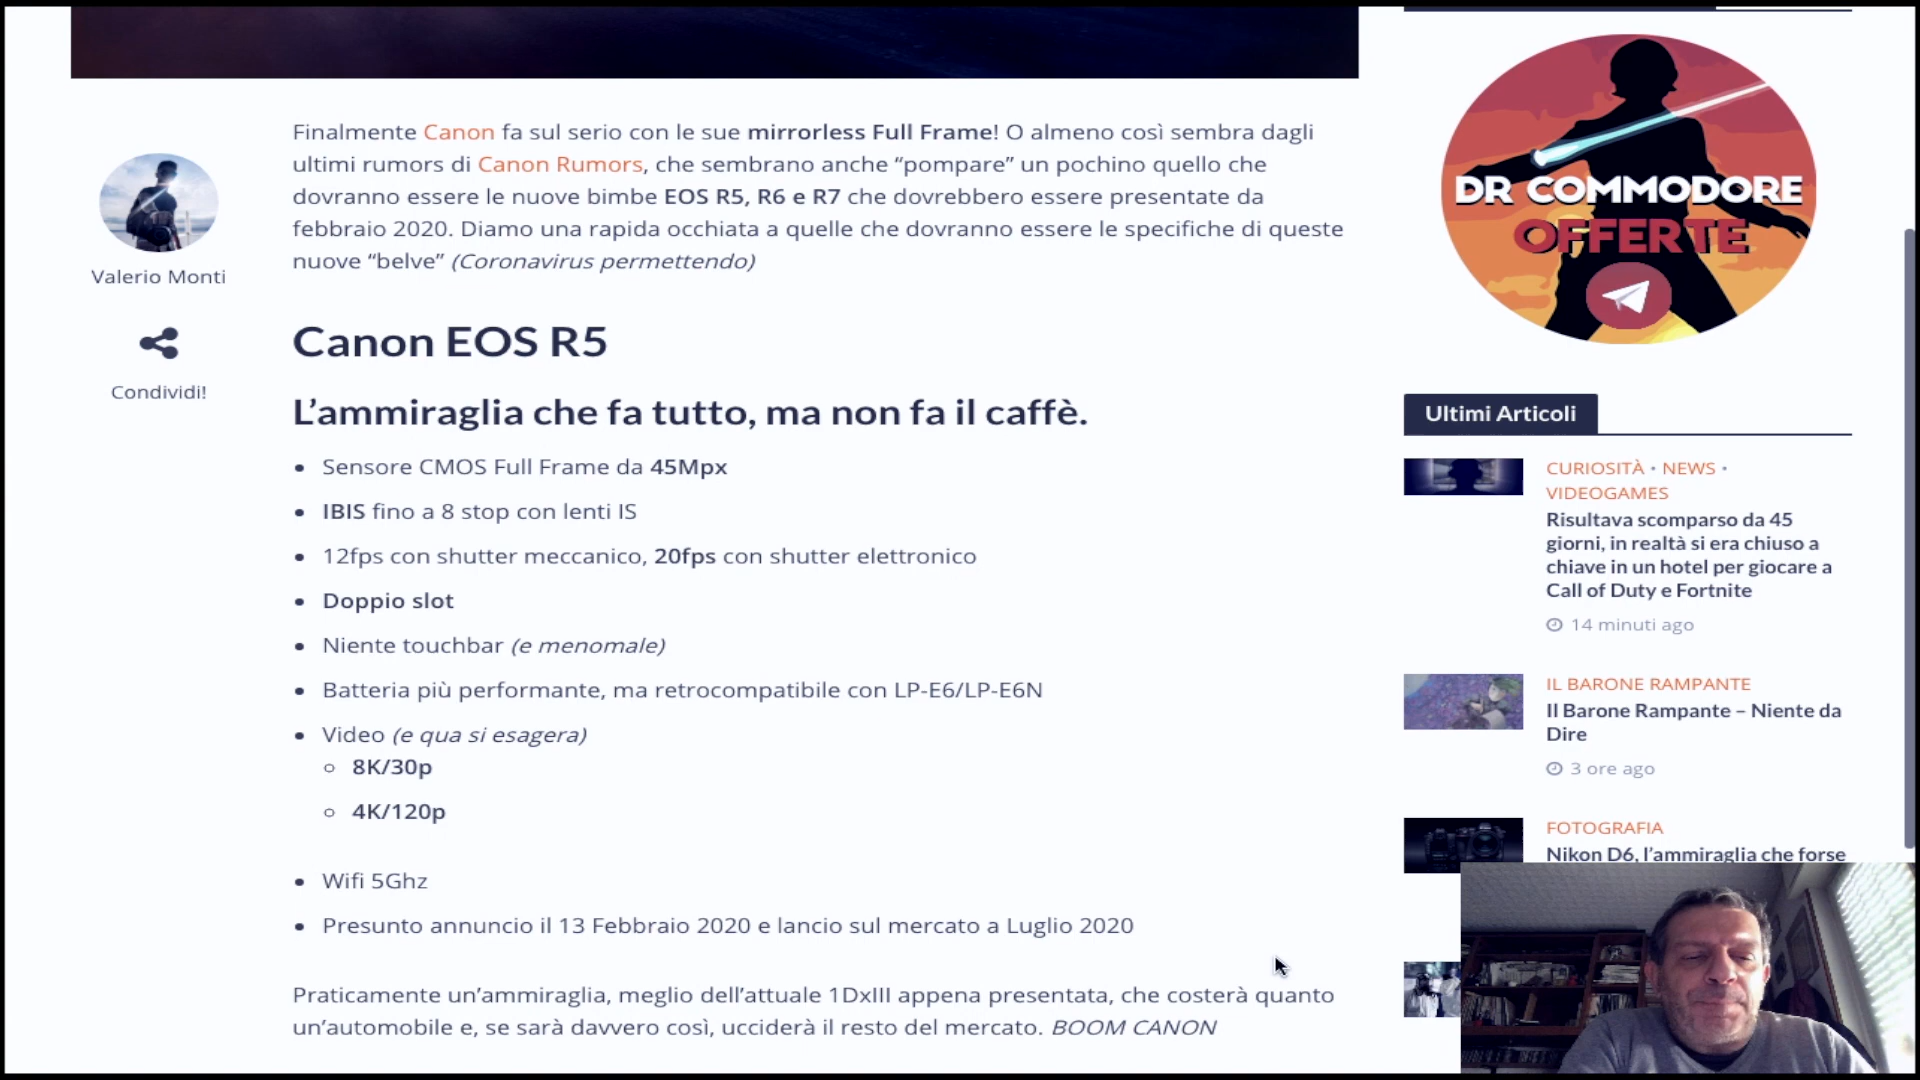 Finalmente Canon fa sul serio con le sue mirrorless Full Frame! O almeno così sembra dagli
ultimi rumors di Canon Rumors, che sembrano anche “pompare” un pochino quello che
dovranno essere le nuove bimbe EOS R5, R6 e R7 che dovrebbero essere presentate da
febbraio 2020. Diamo una rapida occhiata a quelle che dovranno essere le specifiche di queste
nuove “belve” (Coronavirus permettendo)
Valerio Monti
Condividi!
Canon EOS R5
L’ammiraglia che fa tutto, ma non fa il caffè.
Sensore CMOS Full Frame da 45Mpx
IBIS fino a 8 stop con lenti IS
12fps con shutter meccanico, 20fps con shutter elettronico
Doppio slot
Niente touchbar (e menomale)
Batteria più performante, ma retrocompatibile con LP-E6/LP-E6N
Video (e qua si esagera)
8K/30p
4K/120p
Wifi 5Ghz
Presunto annuncio il 13 Febbraio 2020 e lancio sul mercato a Luglio 2020
Praticamente un’ammiraglia, meglio dell’attuale 1DxIII appena presentata, che costerà quanto
un’automobile e, se sarà davvero così, ucciderà il resto del mercato. BOOM CANON
DR COMMODORE
OFFERTE
Ultimi Articoli
CURIOSITÀ • NEWS •
VIDEOGAMES
Risultava scomparso da 45
giorni, in realtà si era chiuso a
chiave in un hotel per giocare a
Call of Duty e Fortnite
14 minuti ago
IL BARONE RAMPANTE
Il Barone Rampante – Niente da
Dire
3 ore ago
FOTOGRAFIA
Nikon D6, l’ammiraglia che forse